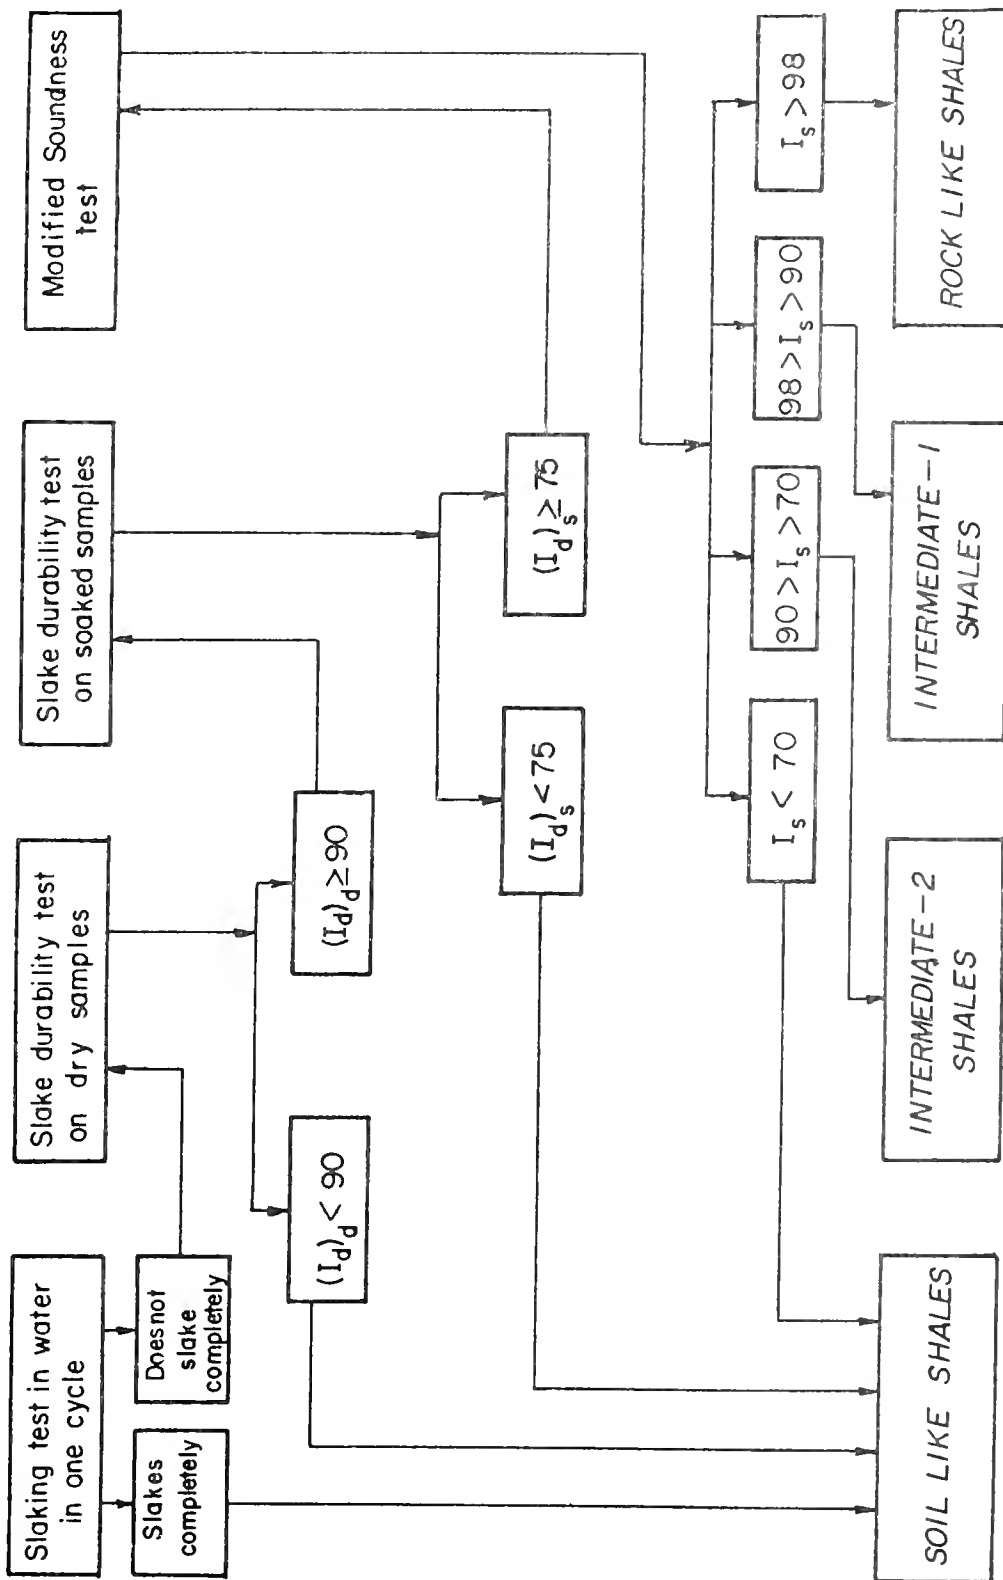 Slaking test in water
in one cycle
Slakes
completely
Doesnot
slake
completely
Slake durability test
on dry samples
(I_d)_d < 90
(I_d)_d ≥ 90
Slake durability test
on soaked samples
(I_d)_s < 75
(I_d)_s ≥ 75
Modified Soundness
test
I_s < 70
90 > I_s > 70
98 > I_s > 90
I_s > 98
SOIL LIKE SHALES
INTERMEDIATE-2
SHALES
INTERMEDIATE-1
SHALES
ROCK LIKE SHALES